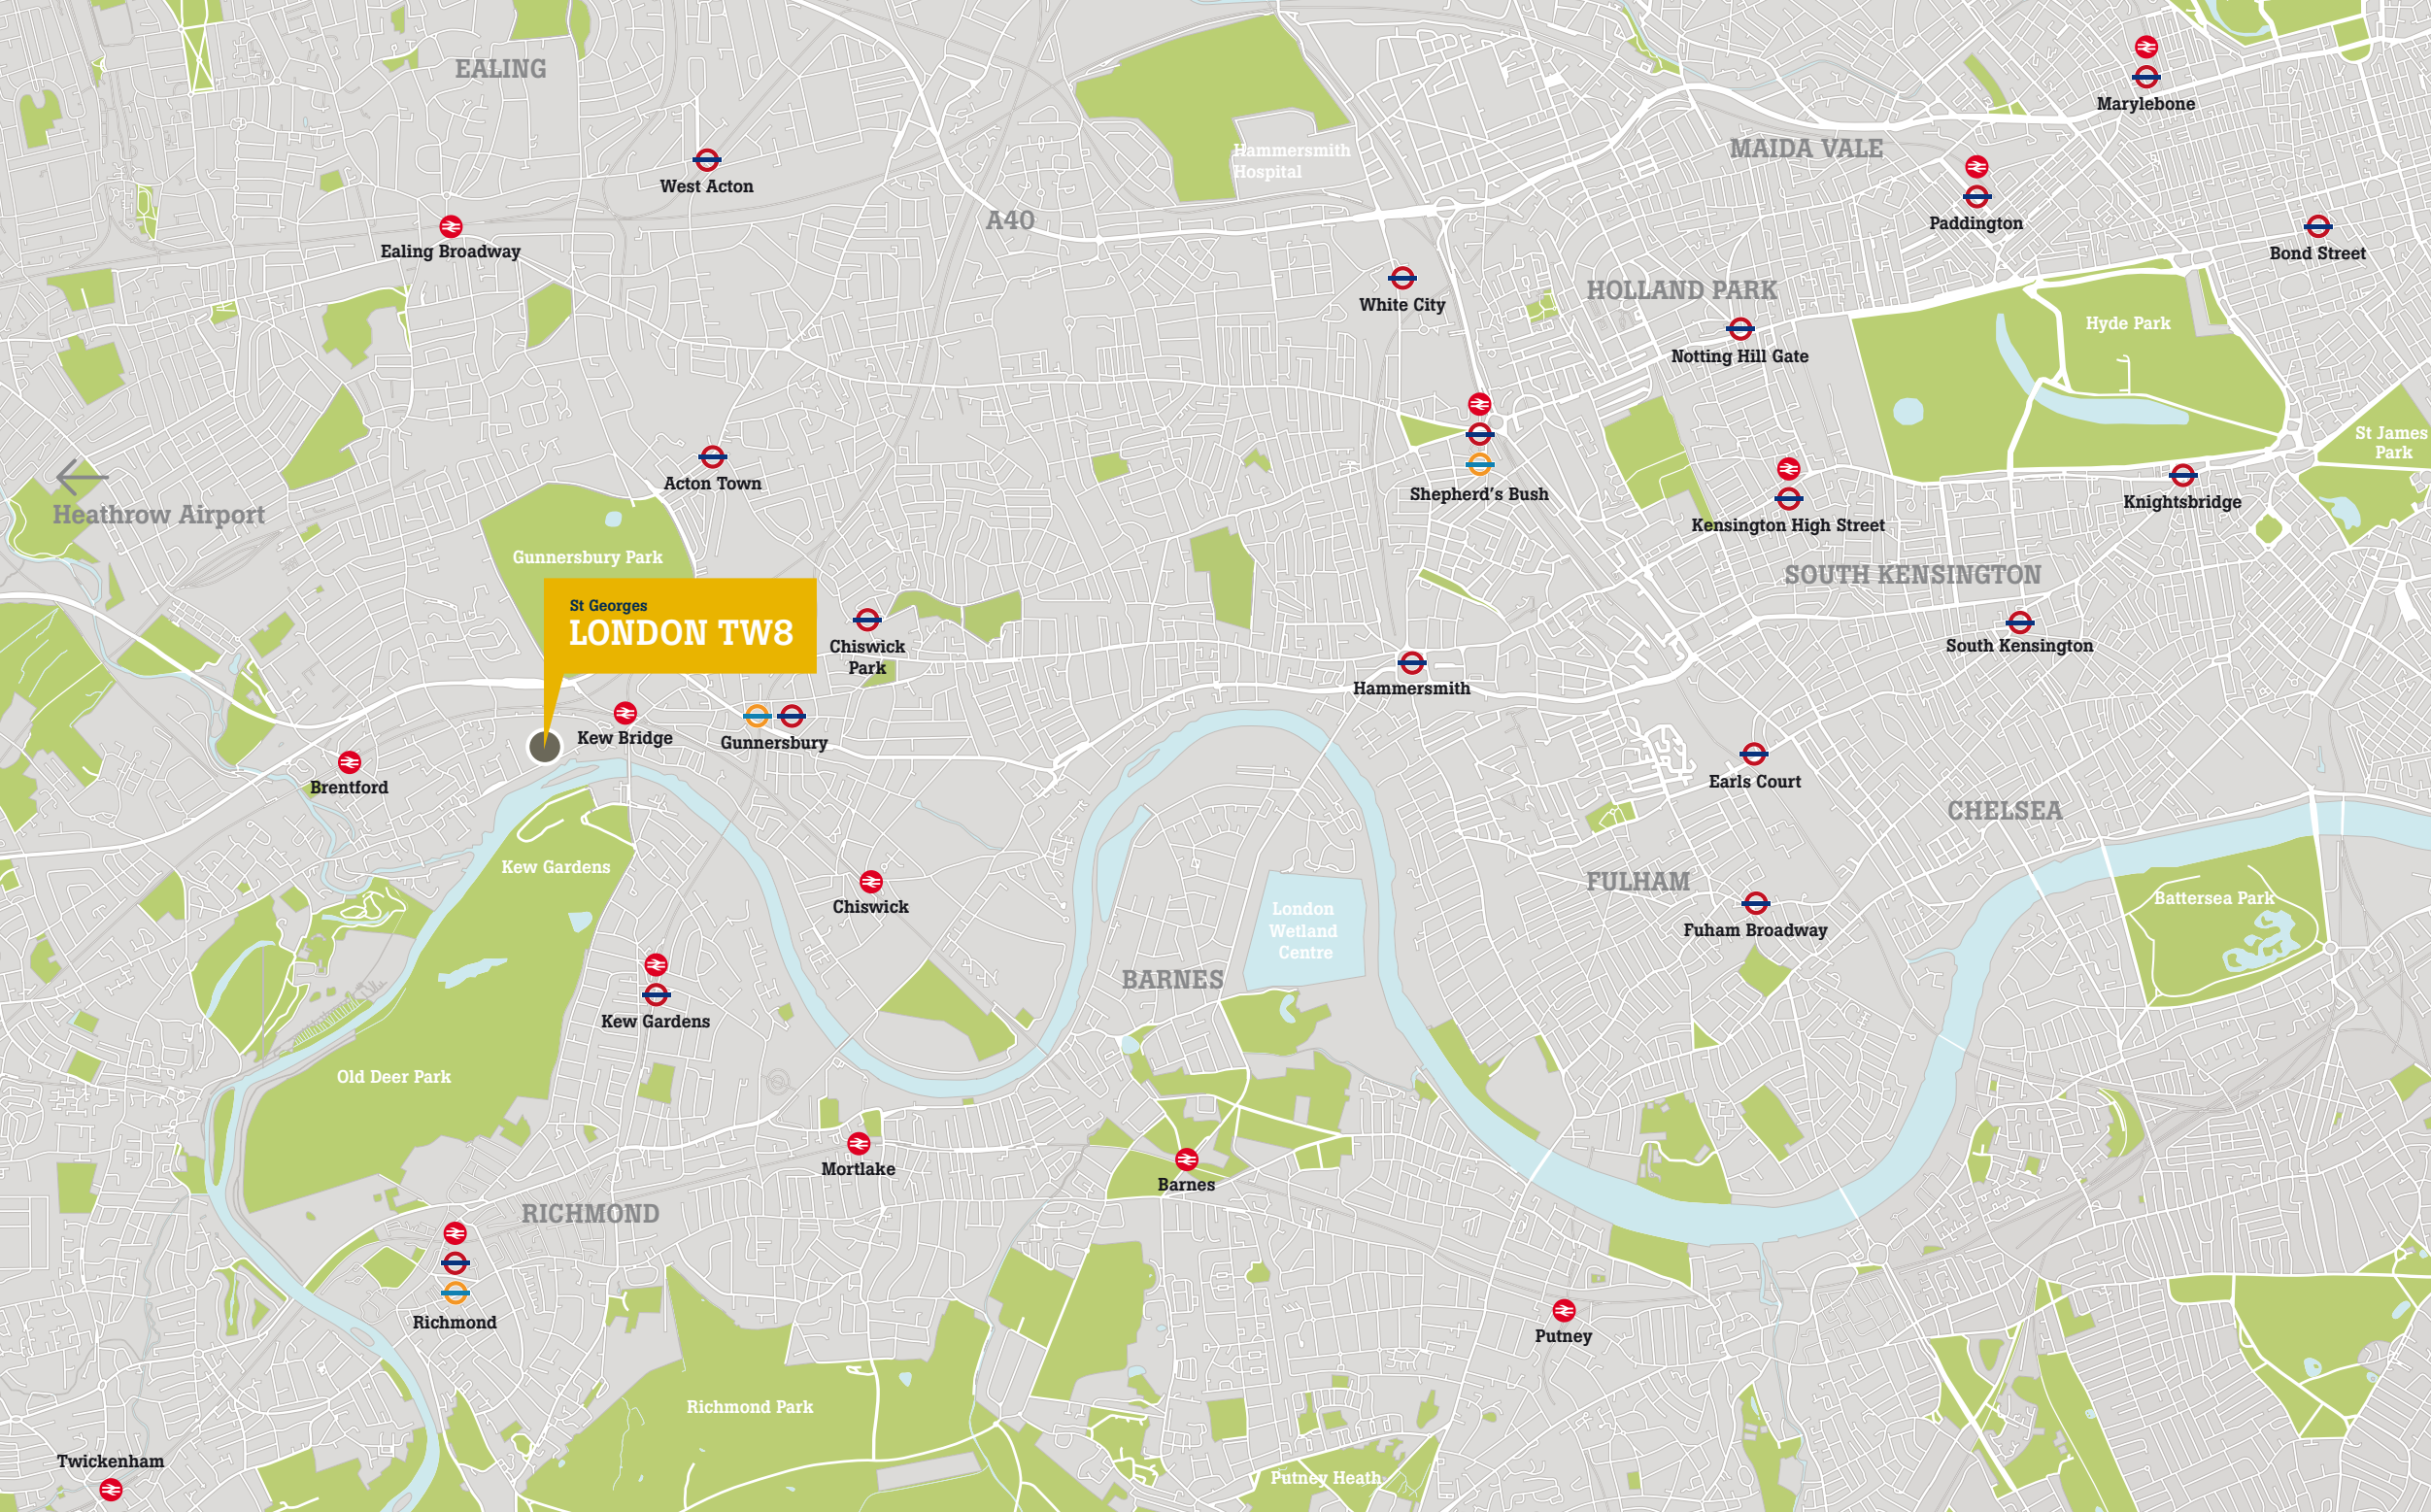 EALING
Marylebone
MAIDA VALE
Hammersmith
Hospital
West Acton
A40
Paddington
Ealing Broadway
Bond Street
HOLLAND PARK
White City
Hyde Park
Notting Hill Gate
St James
Park
Acton Town
Shepherd's Bush
Knightsbridge
Heathrow Airport
Kensington High Street
Gunnersbury Park
SOUTH KENSINGTON
St Georges
LONDON TW8
Chiswick
Park
South Kensington
Hammersmith
Kew Bridge
Gunnersbury
Earls Court
Brentford
CHELSEA
Kew Gardens
FULHAM
Battersea Park
Chiswick
London
Wetland
Centre
Fuham Broadway
BARNES
Kew Gardens
Old Deer Park
Mortlake
Barnes
RICHMOND
Richmond
Putney
Richmond Park
Twickenham
Putney Heath